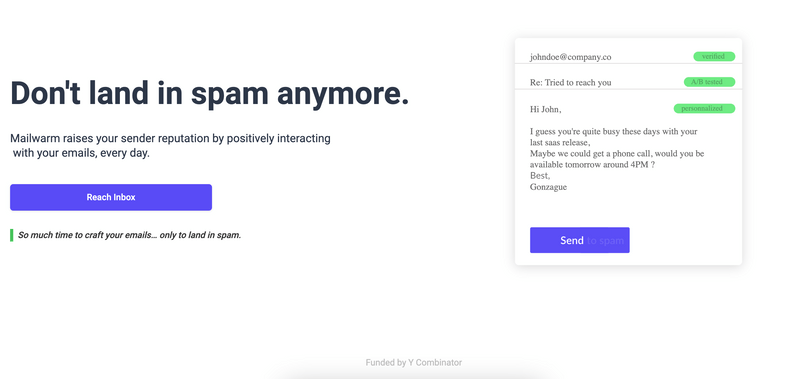 Don't land in spam anymore.
Mailwarm raises your sender reputation by positively interacting
with your emails, every day.
Reach Inbox
So much time to craft your emails... only to land in spam.
johndoe@company.co
verified
Re: Tried to reach you
A/B tested
Hi John,
personnalized
I guess you're quite busy these days with your
last saas release,
Maybe we could get a phone call, would you be
available tomorrow around 4PM ?
Best,
Gonzague
Send to spam
Funded by Y Combinator